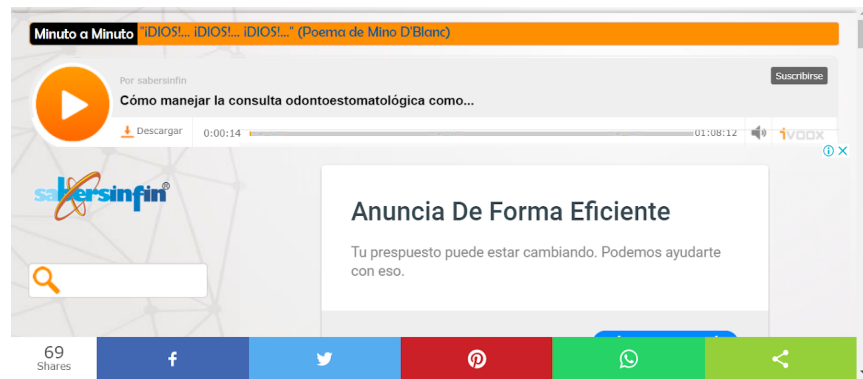 Minuto a Minuto "¡DIOS!... ¡DIOS!... ¡DIOS!..." (Poema de Mino D'Blanc)
Por sabersinfin
Suscribirse
Cómo manejar la consulta odontoestomatológica como...
Descargar 0:00:14 01:08:12 ivoox
sabersinfin®
Anuncia De Forma Eficiente
Tu prespuesto puede estar cambiando. Podemos ayudarte
con eso.
69
Shares